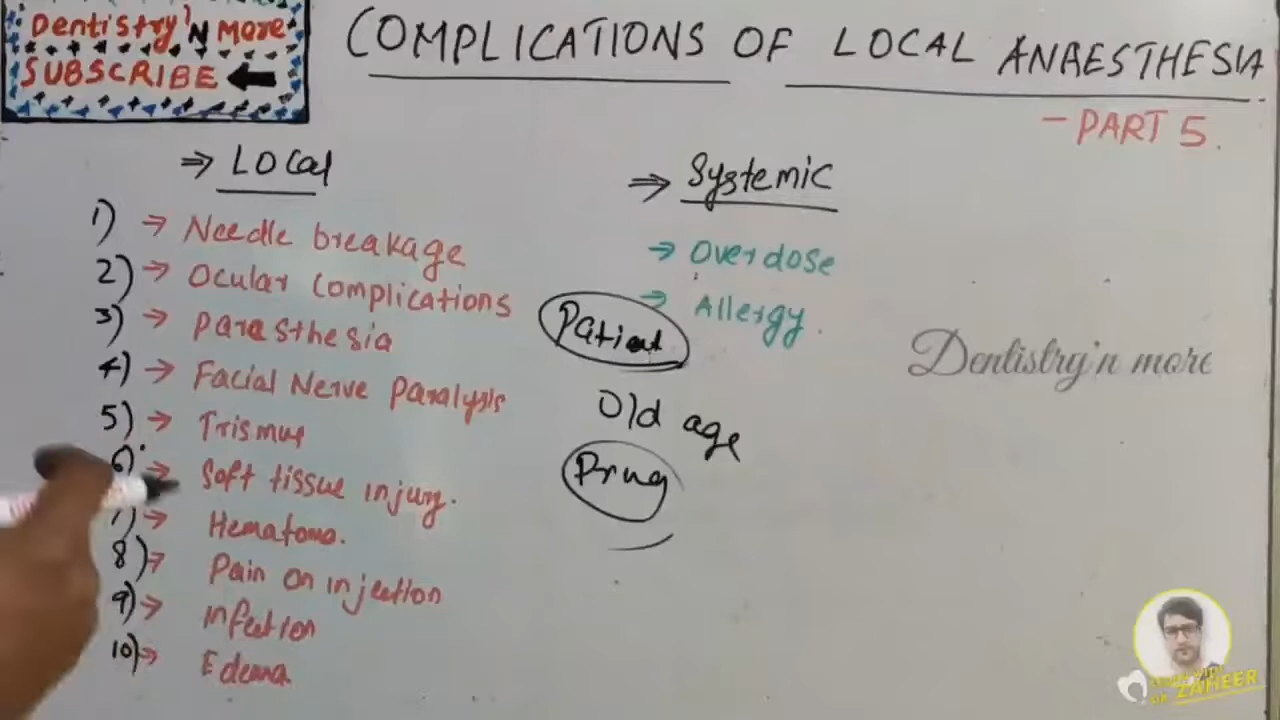 Dentistry'N More
SUBSCRIBE
COMPLICATIONS OF LOCAL ANAESTHESIA
- PART 5.
⇒ Local
1) → Needle breakage
2) → Ocular complications
3) → Parasthesia
4) → Facial Nerve Paralysis
5) → Trismus
6) → Soft tissue injury.
7) → Hematoma.
8) → Pain on injection
9) → Infection
10) → Edema
⇒ Systemic
→ Overdose
→ Allergy.
Patient
Old age
Drug
Dentistry'n more
ZAHEER